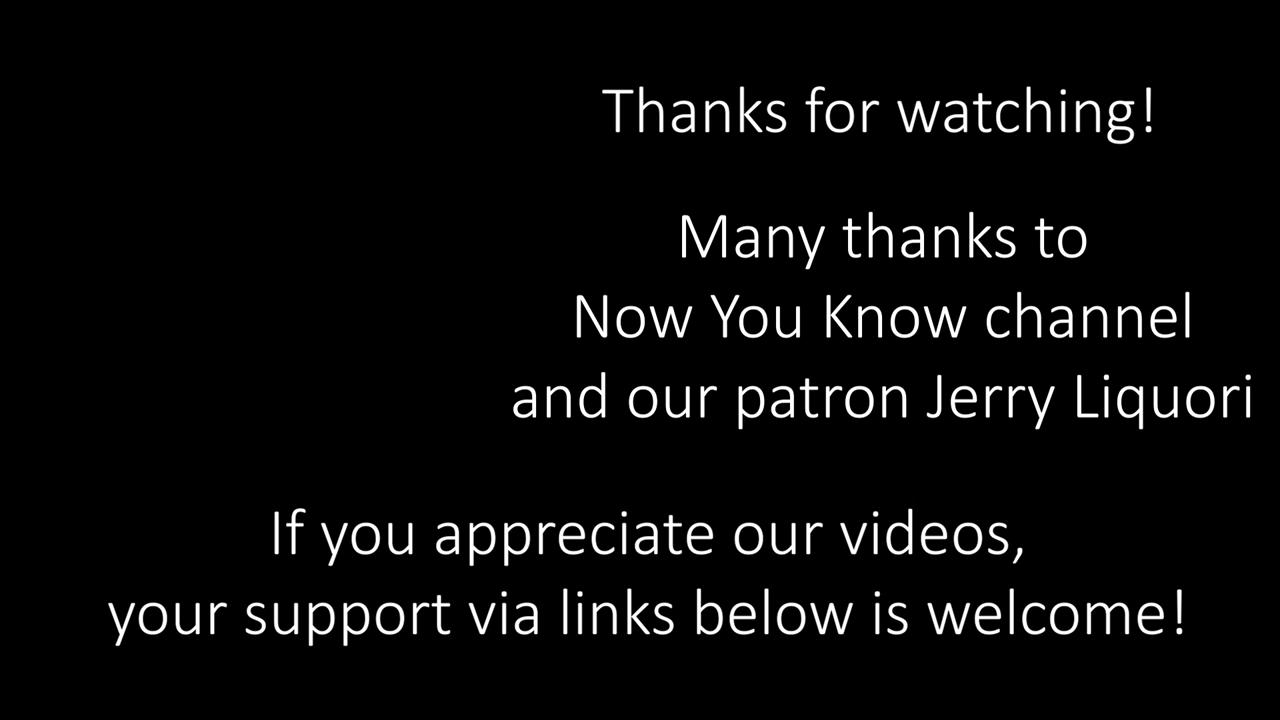 Thanks for watching!
Many thanks to
Now You Know channel
and our patron Jerry Liquori
If you appreciate our videos,
your support via links below is welcome!